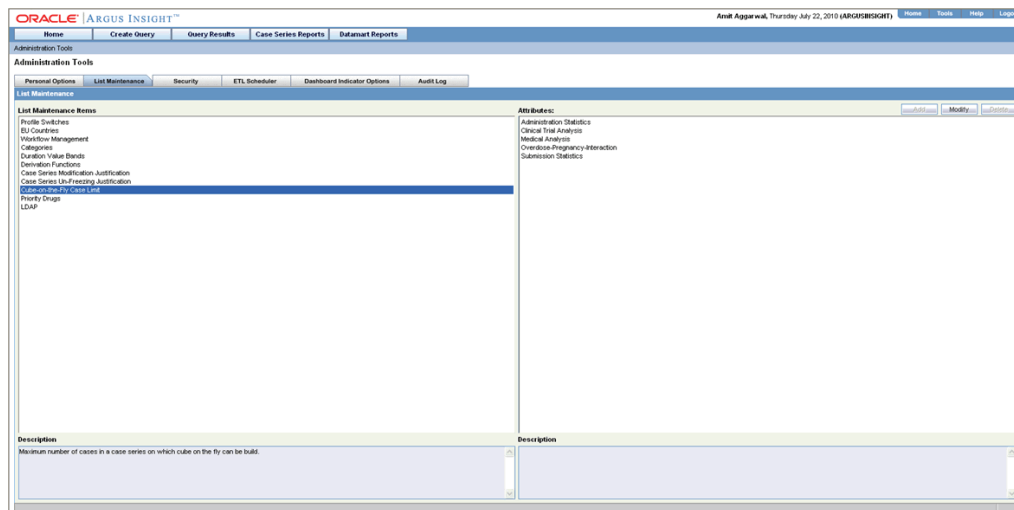 ORACLE® ARGUS INSIGHT™
Amit Aggarwal, Thursday July 22, 2010 (ARGUSINSIGHT)
Home Tools Help Logo
Home Create Query Query Results Case Series Reports Datamart Reports
Administration Tools
Administration Tools
Personal Options List Maintenance Security ETL Scheduler Dashboard Indicator Options Audit Log
List Maintenance
List Maintenance Items
Profile Switches
EU Countries
Workflow Management
Categories
Duration Value Bands
Derivation Functions
Case Series Modification Justification
Case Series Un-Freezing Justification
Cube-on-the-Fly Case Limit
Priority Drugs
LDAP
Attributes:
Add Modify Delete
Administration Statistics
Clinical Trial Analysis
Medical Analysis
Overdose-Pregnancy-Interaction
Submission Statistics
Description
Maximum number of cases in a case series on which cube on the fly can be build.
Description